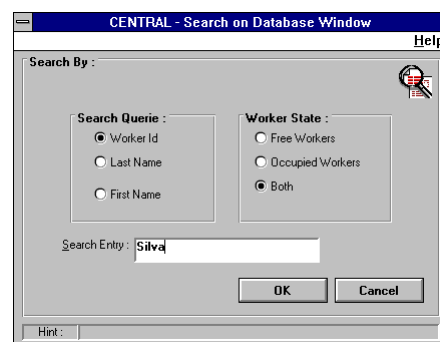 CENTRAL - Search on Database Window
Help
Search By :
Search Querie :
Worker Id
Last Name
First Name
Worker State :
Free Workers
Occupied Workers
Both
Search Entry : Silva
OK Cancel
Hint :